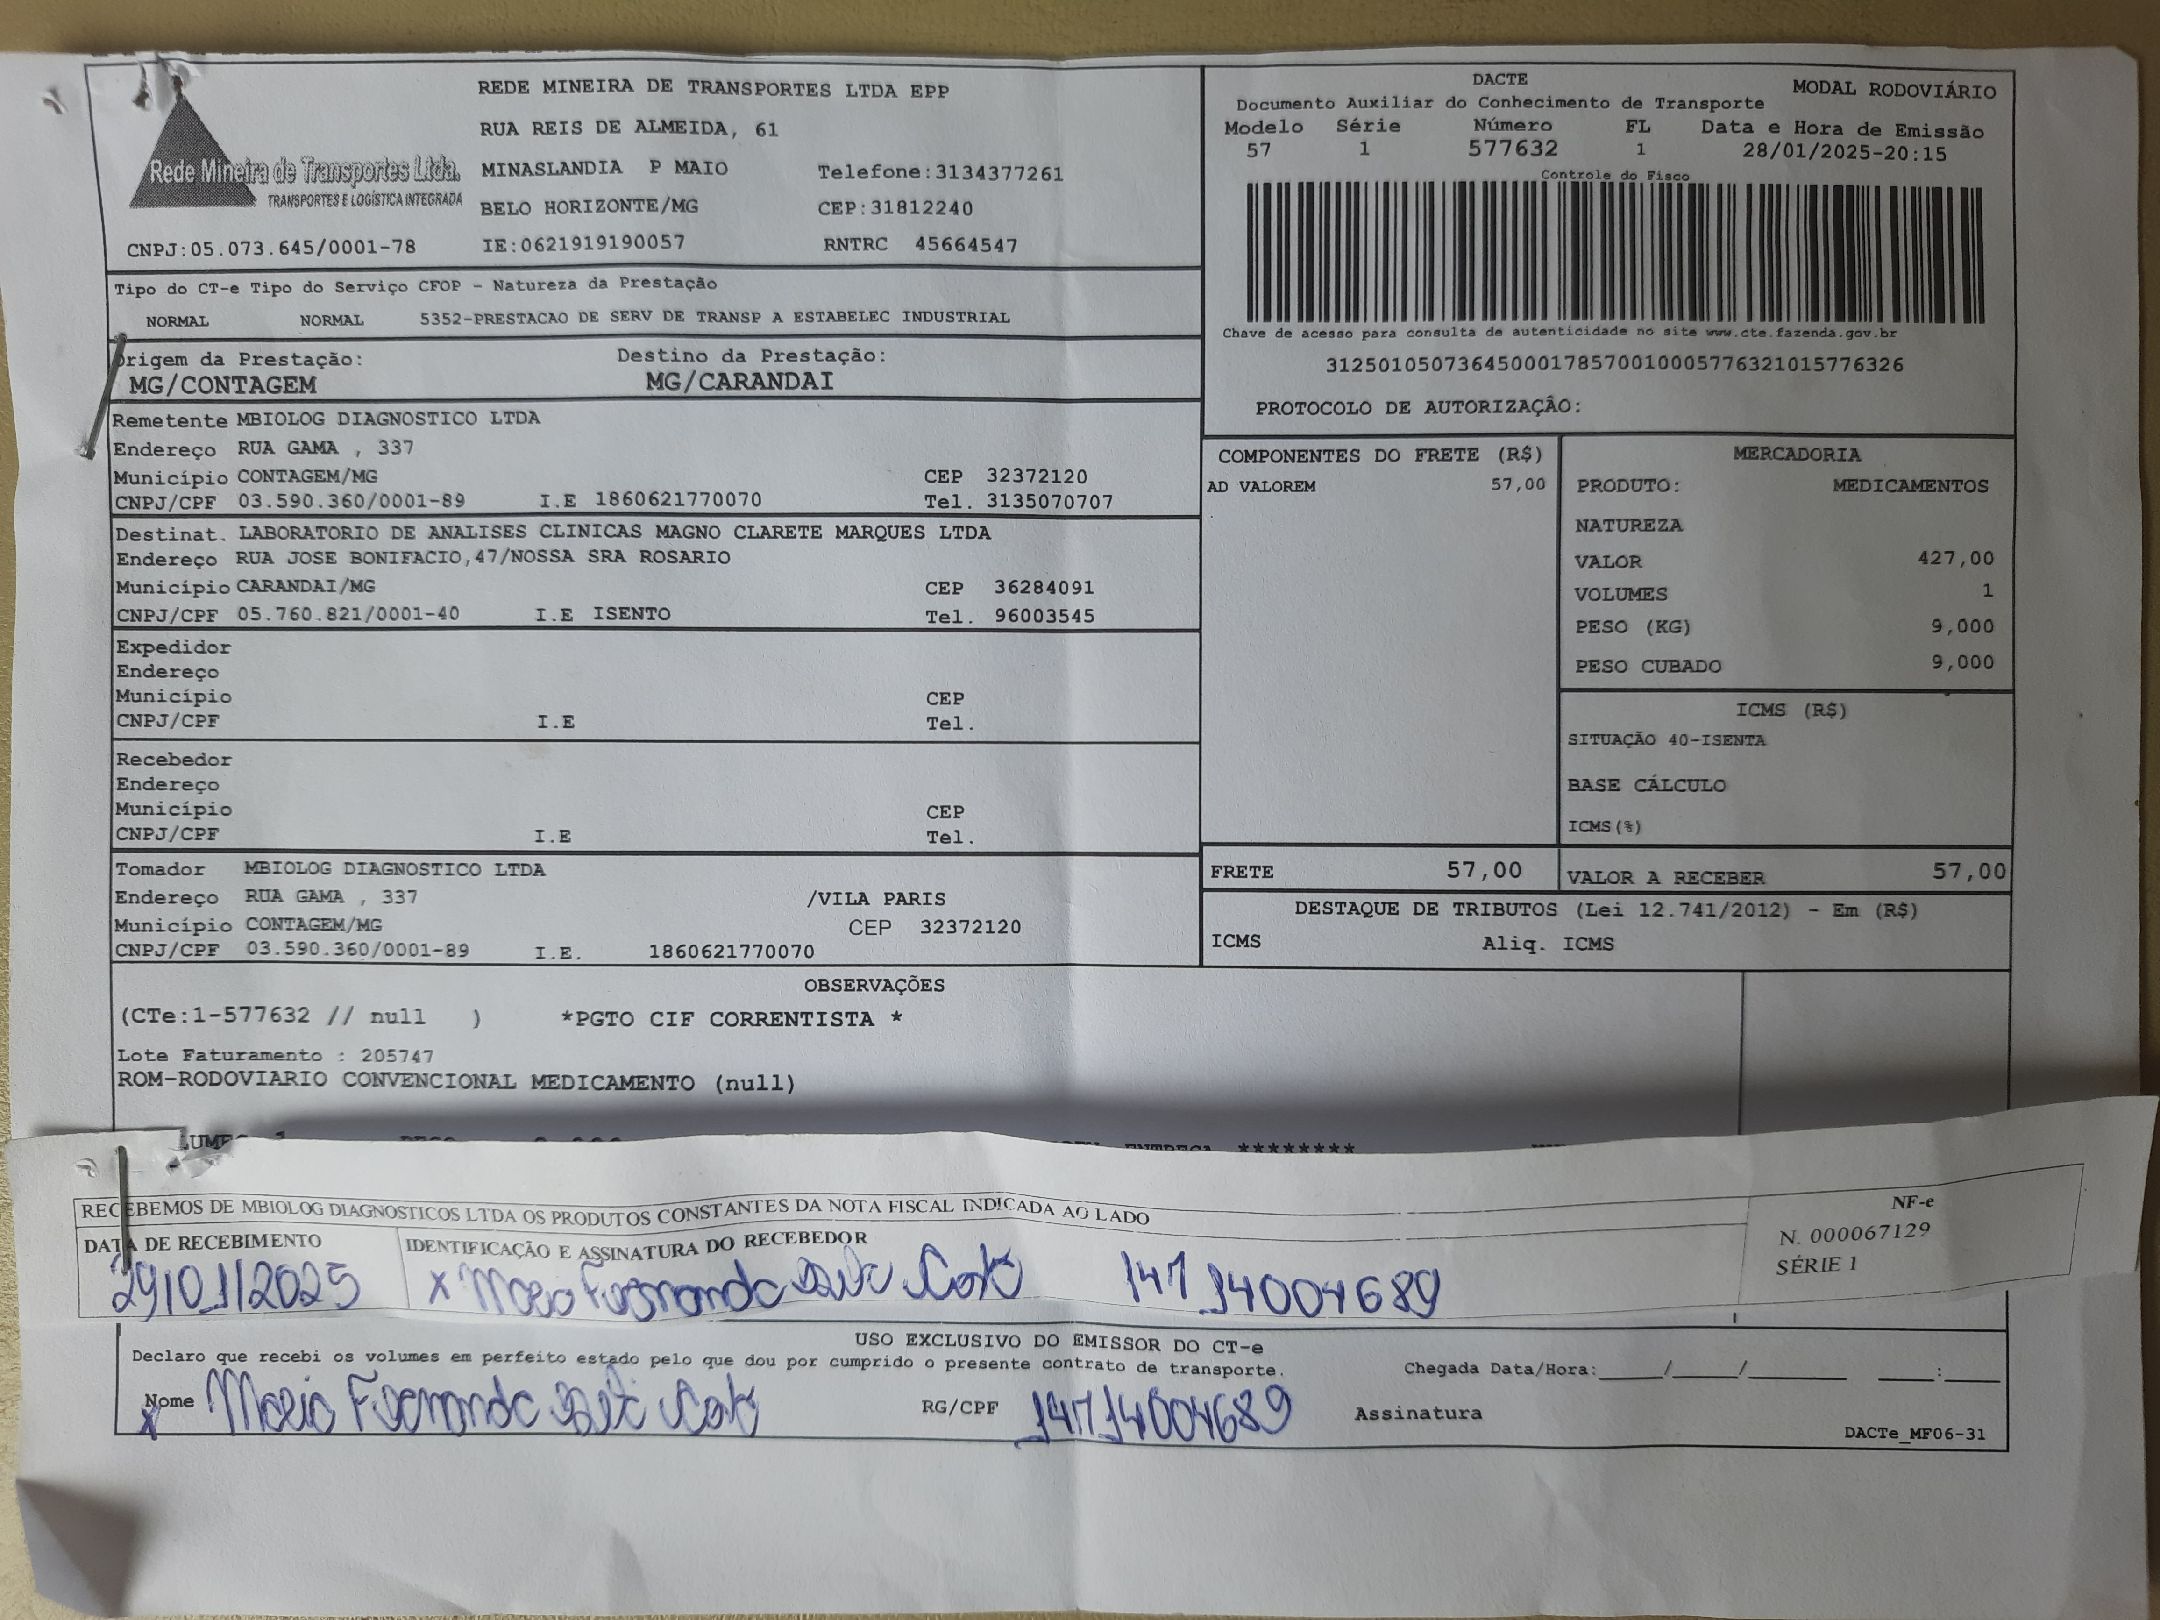 REDE MINEIRA DE TRANSPORTES LTDA EPP
RUA REIS DE ALMEIDA, 61
MINASLANDIA P MAIO Telefone:3134377261
BELO HORIZONTE/MG CEP:31812240
CNPJ:05.073.645/0001-78 IE:0621919190057 RNTRC 45664547
Rede Mineira de Transportes Ltda.
TRANSPORTES E LOGÍSTICA INTEGRADA
DACTE MODAL RODOVIÁRIO
Documento Auxiliar do Conhecimento de Transporte
Modelo Série Número FL Data e Hora de Emissão
57 1 577632 1 28/01/2025-20:15
Controle do Fisco
Chave de acesso para consulta de autenticidade no site www.cte.fazenda.gov.br
31250105073645000178570010005776321015776326
PROTOCOLO DE AUTORIZAÇÃO:
Tipo do CT-e Tipo do Serviço CFOP - Natureza da Prestação
NORMAL NORMAL 5352-PRESTACAO DE SERV DE TRANSP A ESTABELEC INDUSTRIAL
Origem da Prestação: Destino da Prestação:
MG/CONTAGEM MG/CARANDAI
Remetente MBIOLOG DIAGNOSTICO LTDA
Endereço RUA GAMA , 337
Município CONTAGEM/MG CEP 32372120
CNPJ/CPF 03.590.360/0001-89 I.E 1860621770070 Tel. 3135070707
Destinat. LABORATORIO DE ANALISES CLINICAS MAGNO CLARETE MARQUES LTDA
Endereço RUA JOSE BONIFACIO,47/NOSSA SRA ROSARIO
Município CARANDAI/MG CEP 36284091
CNPJ/CPF 05.760.821/0001-40 I.E ISENTO Tel. 96003545
Expedidor
Endereço
Município CEP
CNPJ/CPF I.E Tel.
Recebedor
Endereço
Município CEP
CNPJ/CPF I.E Tel.
Tomador MBIOLOG DIAGNOSTICO LTDA
Endereço RUA GAMA , 337 /VILA PARIS
Município CONTAGEM/MG CEP 32372120
CNPJ/CPF 03.590.360/0001-89 I.E. 1860621770070
COMPONENTES DO FRETE (R$)
AD VALOREM 57,00
MERCADORIA
PRODUTO: MEDICAMENTOS
NATUREZA
VALOR 427,00
VOLUMES 1
PESO (KG) 9,000
PESO CUBADO 9,000
ICMS (R$)
SITUAÇÃO 40-ISENTA
BASE CÁLCULO
ICMS(%)
FRETE 57,00 VALOR A RECEBER 57,00
DESTAQUE DE TRIBUTOS (Lei 12.741/2012) - Em (R$)
ICMS Aliq. ICMS
OBSERVAÇÕES
(CTe:1-577632 // null ) *PGTO CIF CORRENTISTA *
Lote Faturamento : 205747
ROM-RODOVIARIO CONVENCIONAL MEDICAMENTO (null)
ENTREGA ********
RECEBEMOS DE MBIOLOG DIAGNOSTICOS LTDA OS PRODUTOS CONSTANTES DA NOTA FISCAL INDICADA AO LADO
NF-e
N. 000067129
SÉRIE 1
DATA DE RECEBIMENTO IDENTIFICAÇÃO E ASSINATURA DO RECEBEDOR
29/01/2025 x Maria Fernanda 14714004689
USO EXCLUSIVO DO EMISSOR DO CT-e
Declaro que recebi os volumes em perfeito estado pelo que dou por cumprido o presente contrato de transporte. Chegada Data/Hora:____/____/______ ____:____
Nome x Maria Fernanda RG/CPF 14714004689 Assinatura
DACTe_MF06-31